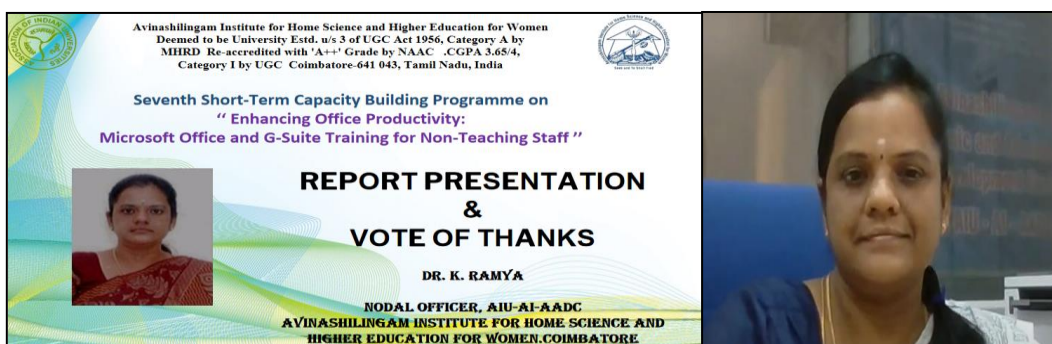 Avinashilingam Institute for Home Science and Higher Education for Women
Deemed to be University Estd. u/s 3 of UGC Act 1956, Category A by
MHRD Re-accredited with 'A++' Grade by NAAC .CGPA 3.65/4,
Category I by UGC Coimbatore-641 043, Tamil Nadu, India
Seventh Short-Term Capacity Building Programme on
“ Enhancing Office Productivity:
Microsoft Office and G-Suite Training for Non-Teaching Staff ”
REPORT PRESENTATION
&
VOTE OF THANKS
DR. K. RAMYA
NODAL OFFICER, AIU-AI-AADC
AVINASHILINGAM INSTITUTE FOR HOME SCIENCE AND
HIGHER EDUCATION FOR WOMEN.COIMBATORE
ASSOCIATION OF INDIAN UNIVERSITIES